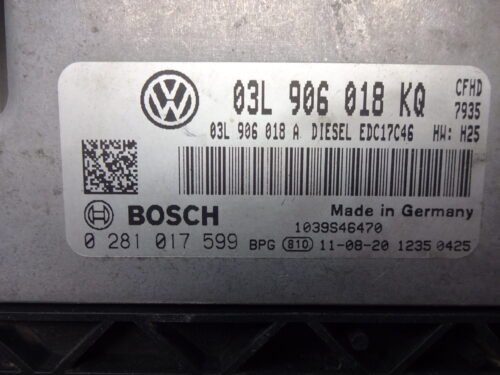 03L 906 018 KQ CFHD
7935
03L 906 018 A DIESEL EDC17C46 HW: H25
BOSCH Made in Germany
1039S46470
0 281 017 599 BPG 810 11-08-20 1235 0425